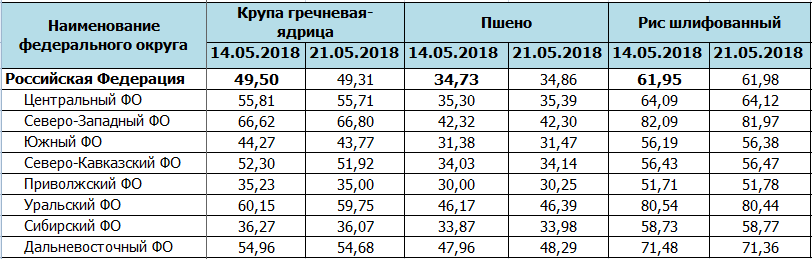 Наименование федерального округа Крупа гречневая-ядрица Пшено Рис шлифованный
14.05.2018 21.05.2018 14.05.2018 21.05.2018 14.05.2018 21.05.2018
Российская Федерация 49,50 49,31 34,73 34,86 61,95 61,98
Центральный ФО 55,81 55,71 35,30 35,39 64,09 64,12
Северо-Западный ФО 66,62 66,80 42,32 42,30 82,09 81,97
Южный ФО 44,27 43,77 31,38 31,47 56,19 56,38
Северо-Кавказский ФО 52,30 51,92 34,03 34,14 56,43 56,47
Приволжский ФО 35,23 35,00 30,00 30,25 51,71 51,78
Уральский ФО 60,15 59,75 46,17 46,39 80,54 80,44
Сибирский ФО 36,27 36,07 33,87 33,98 58,73 58,77
Дальневосточный ФО 54,96 54,68 47,96 48,29 71,48 71,36